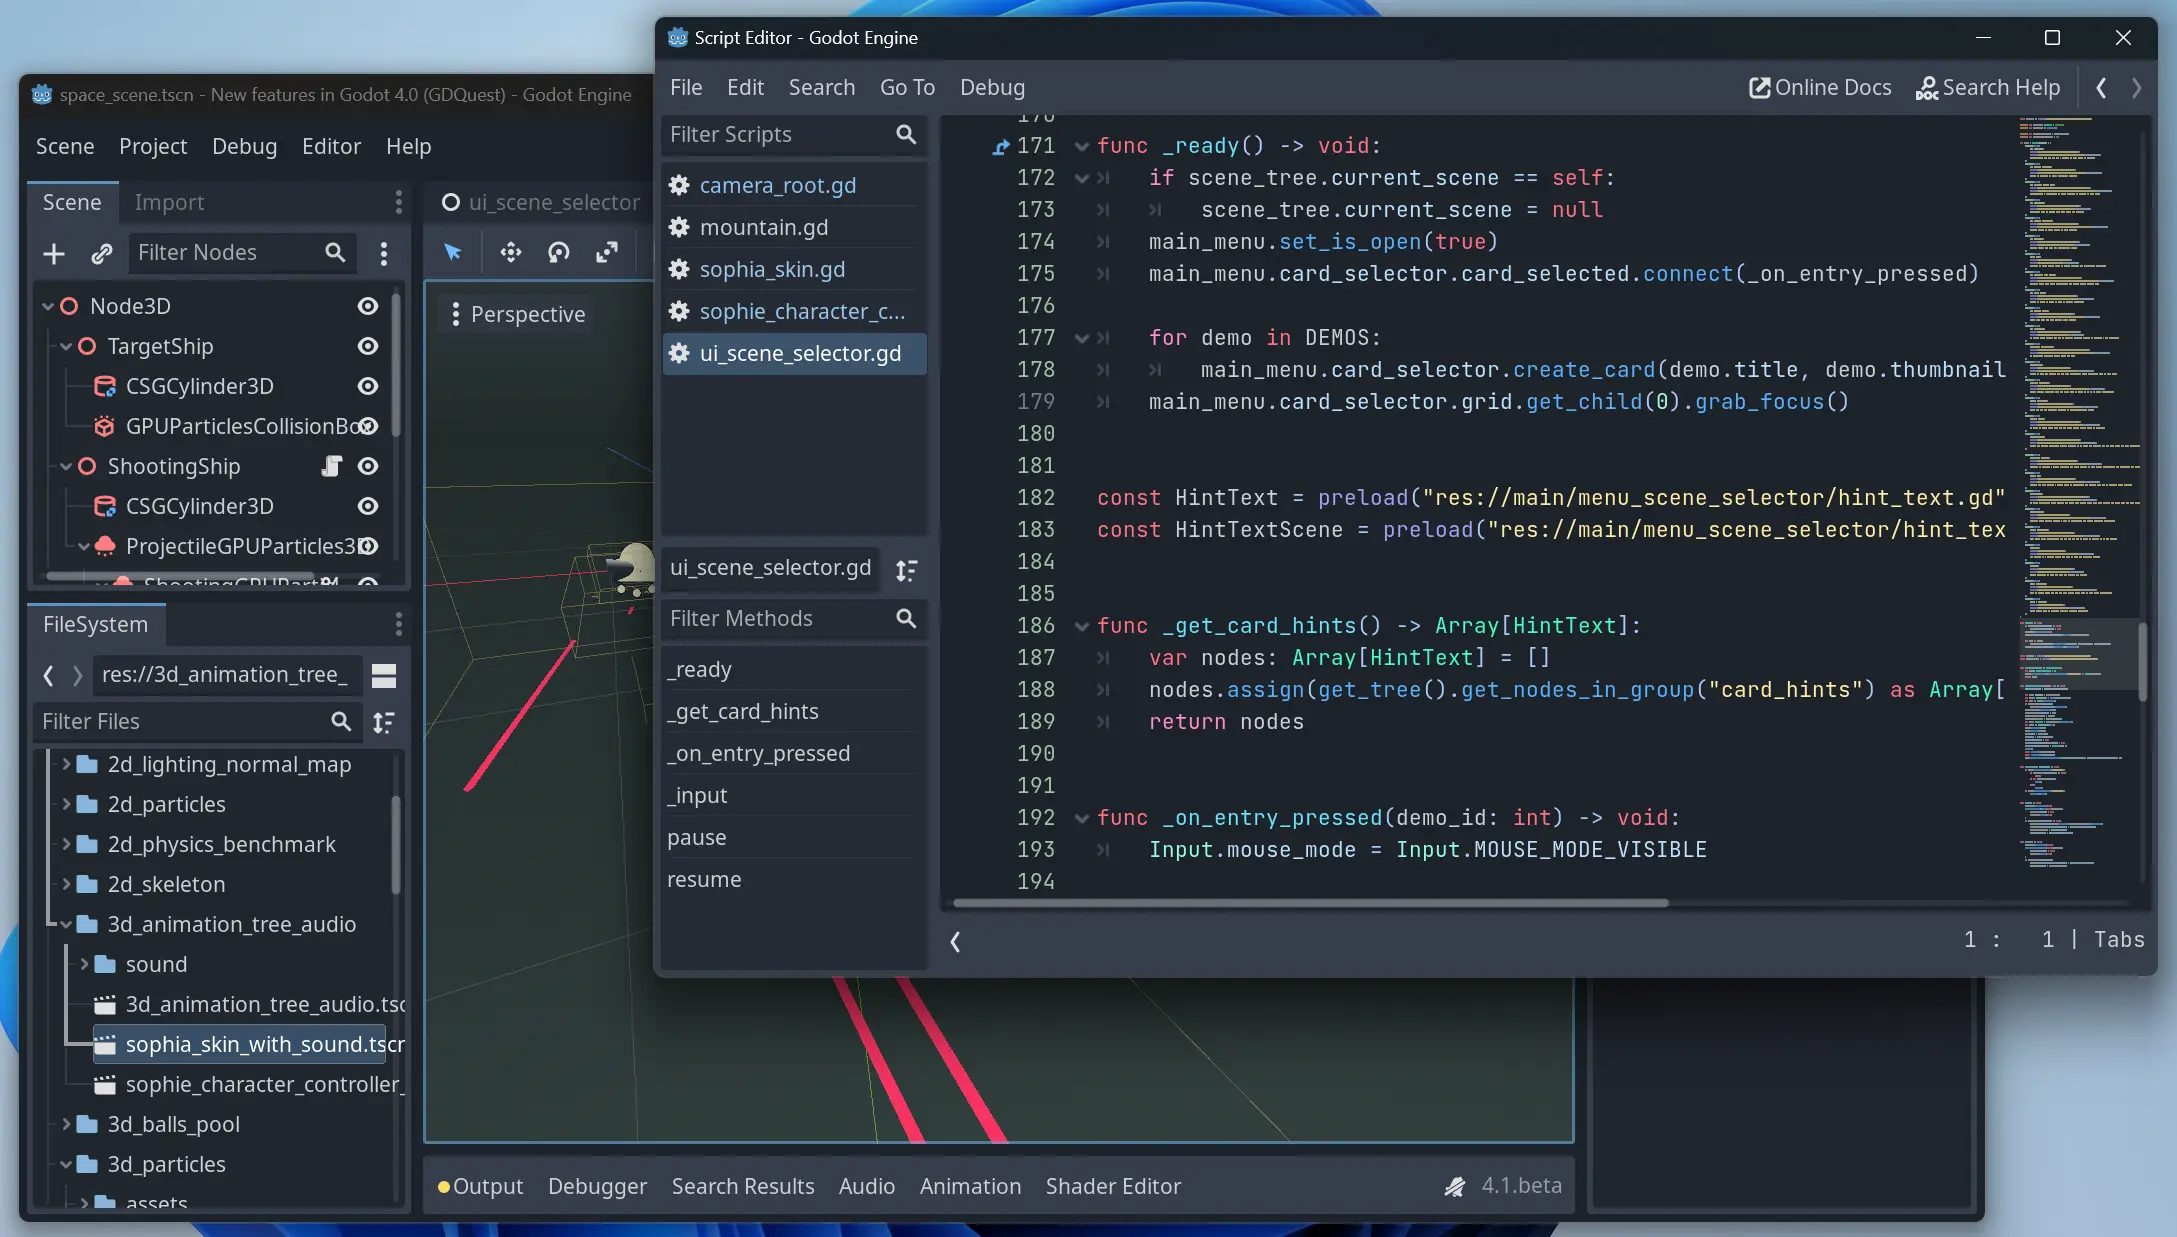 Script Editor - Godot Engine
File Edit Search Go To Debug
Online Docs Search Help
space_scene.tscn - New features in Godot 4.0 (GDQuest) - Godot Engine
Scene Project Debug Editor Help
Scene Import
Filter Nodes
Node3D
TargetShip
CSGCylinder3D
GPUParticlesCollisionBo
ShootingShip
CSGCylinder3D
ProjectileGPUParticles3
FileSystem
res://3d_animation_tree_
Filter Files
2d_lighting_normal_map
2d_particles
2d_physics_benchmark
2d_skeleton
3d_animation_tree_audio
sound
3d_animation_tree_audio.tsc
sophia_skin_with_sound.tscr
sophie_character_controller_
3d_balls_pool
3d_particles
assets
ui_scene_selector
Perspective
Filter Scripts
camera_root.gd
mountain.gd
sophia_skin.gd
sophie_character_c...
ui_scene_selector.gd
ui_scene_selector.gd
Filter Methods
_ready
_get_card_hints
_on_entry_pressed
_input
pause
resume
170
171 func _ready() -> void:
172 if scene_tree.current_scene == self:
173 scene_tree.current_scene = null
174 main_menu.set_is_open(true)
175 main_menu.card_selector.card_selected.connect(_on_entry_pressed)
176
177 for demo in DEMOS:
178 main_menu.card_selector.create_card(demo.title, demo.thumbnail
179 main_menu.card_selector.grid.get_child(0).grab_focus()
180
181
182 const HintText = preload("res://main/menu_scene_selector/hint_text.gd"
183 const HintTextScene = preload("res://main/menu_scene_selector/hint_tex
184
185
186 func _get_card_hints() -> Array[HintText]:
187 var nodes: Array[HintText] = []
188 nodes.assign(get_tree().get_nodes_in_group("card_hints") as Array[
189 return nodes
190
191
192 func _on_entry_pressed(demo_id: int) -> void:
193 Input.mouse_mode = Input.MOUSE_MODE_VISIBLE
194
1 : 1 | Tabs
Output Debugger Search Results Audio Animation Shader Editor
4.1.beta